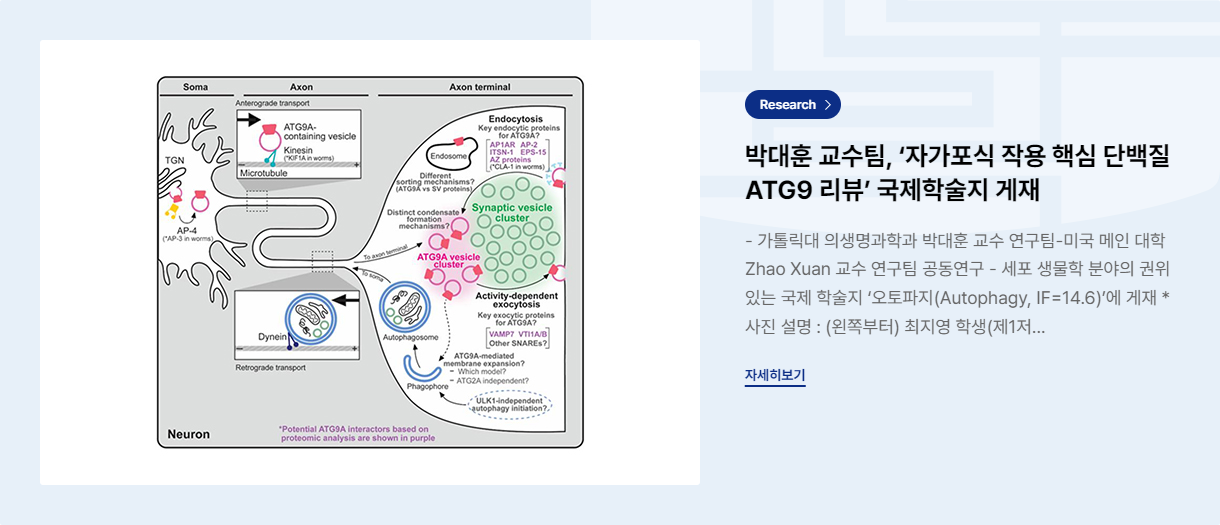 Soma
Axon
Axon terminal
Anterograde transport
ATG9A-
containing vesicle
Kinesin
(*KIF1A in worms)
Microtubule
TGN
AP-4
(*AP-3 in worms)
Endocytosis
Key endocytic proteins
for ATG9A?
AP1AR AP-2
ITSN-1 EPS-15
AZ proteins
(*CLA-1 in worms)
Endosome
Different
sorting mechanisms?
(ATG9A vs SV proteins)
Synaptic vesicle
cluster
Distinct condensate
formation
mechanisms?
ATG9A vesicle
cluster
To axon terminal
To soma
Activity-dependent
exocytosis
Key exocytic proteins
for ATG9A?
VAMP7 VTI1A/B
Other SNAREs?
Dynein
Retrograde transport
Autophagosome
ATG9A-mediated
membrane expansion?
- Which model?
- ATG2A independent?
Phagophore
ULK1-independent
autophagy initiation?
Neuron
*Potential ATG9A interactors based on
proteomic analysis are shown in purple
Research >
박대훈 교수팀, ‘자가포식 작용 핵심 단백질
ATG9 리뷰’ 국제학술지 게재
- 가톨릭대 의생명과학과 박대훈 교수 연구팀-미국 메인 대학
Zhao Xuan 교수 연구팀 공동연구 - 세포 생물학 분야의 권위
있는 국제 학술지 ‘오토파지(Autophagy, IF=14.6)’에 게재 *
사진 설명 : (왼쪽부터) 최지영 학생(제1저...
자세히보기